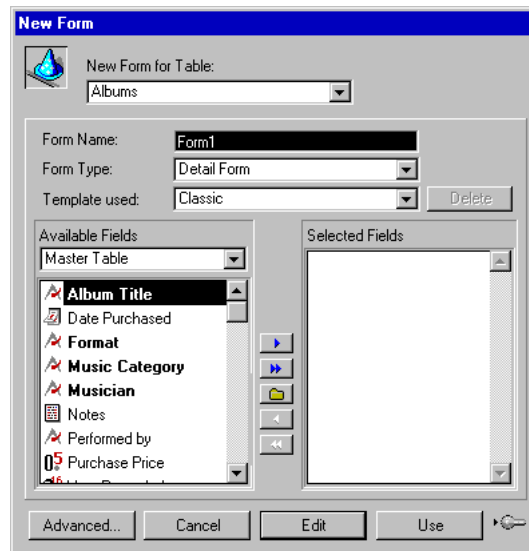 New Form
New Form for Table:
Albums
Form Name:
Form1
Form Type:
Detail Form
Template used:
Classic
Delete
Available Fields
Master Table
Album Title
Date Purchased
Format
Music Category
Musician
Notes
Performed by
Purchase Price
Selected Fields
Advanced...
Cancel
Edit
Use